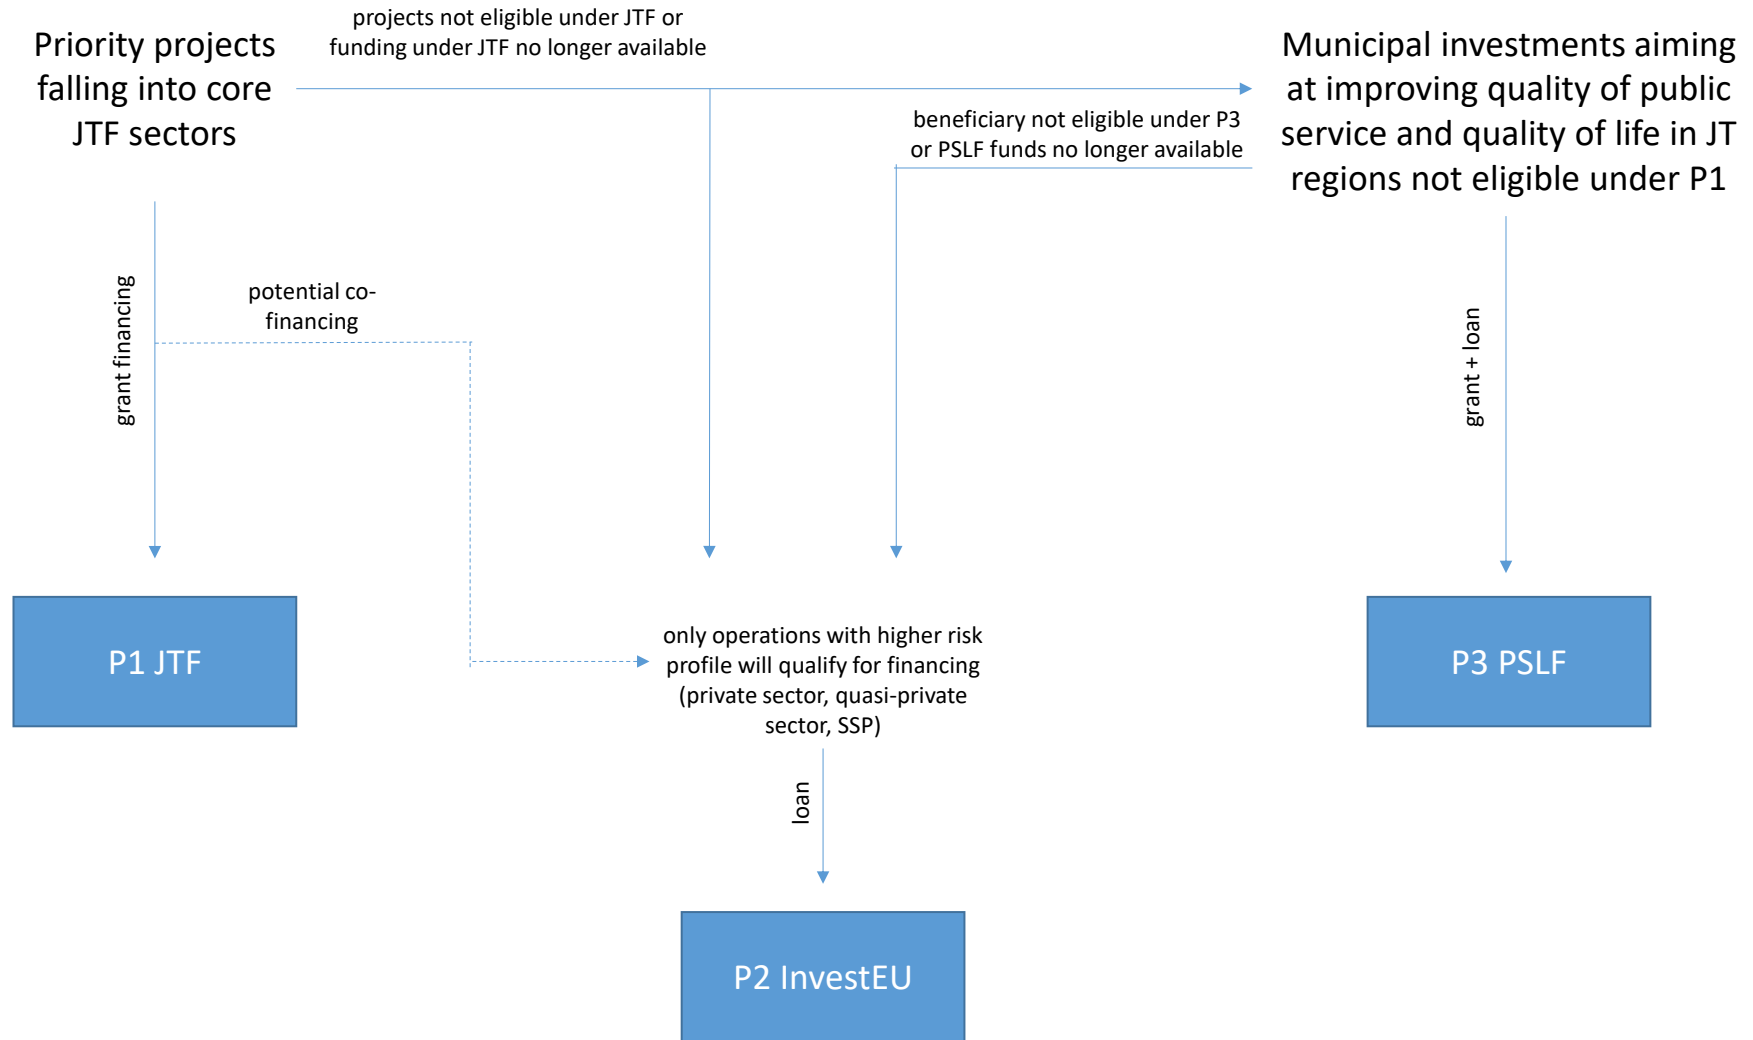 Priority projects
falling into core
JTF sectors
projects not eligible under JTF or
funding under JTF no longer available
Municipal investments aiming
at improving quality of public
service and quality of life in JT
regions not eligible under P1
beneficiary not eligible under P3
or PSLF funds no longer available
grant financing
potential co-
financing
grant + loan
P1 JTF
only operations with higher risk
profile will qualify for financing
(private sector, quasi-private
sector, SSP)
P3 PSLF
loan
P2 InvestEU